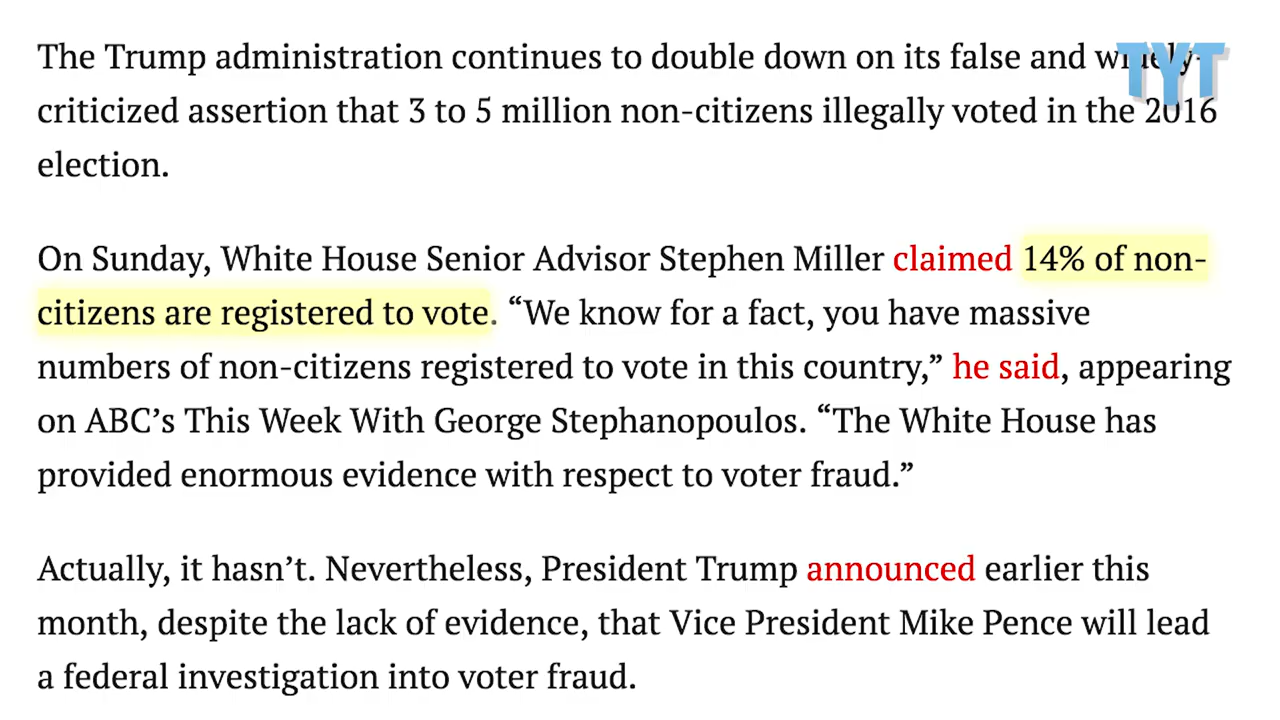 The Trump administration continues to double down on its false and widely-
criticized assertion that 3 to 5 million non-citizens illegally voted in the 2016
election.
On Sunday, White House Senior Advisor Stephen Miller claimed 14% of non-
citizens are registered to vote. “We know for a fact, you have massive
numbers of non-citizens registered to vote in this country,” he said, appearing
on ABC’s This Week With George Stephanopoulos. “The White House has
provided enormous evidence with respect to voter fraud.”
Actually, it hasn’t. Nevertheless, President Trump announced earlier this
month, despite the lack of evidence, that Vice President Mike Pence will lead
a federal investigation into voter fraud.
TYT